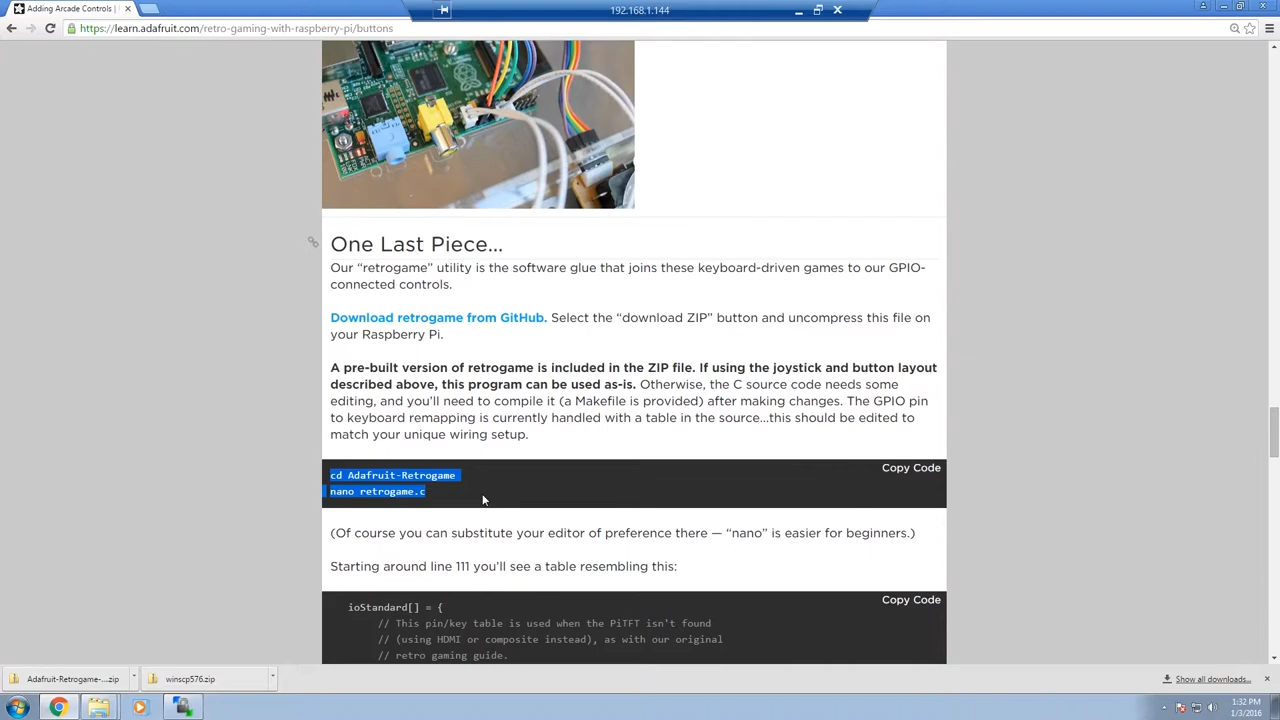 Adding Arcade Controls |
192.168.1.144
https://learn.adafruit.com/retro-gaming-with-raspberry-pi/buttons
One Last Piece...
Our “retrogame” utility is the software glue that joins these keyboard-driven games to our GPIO-
connected controls.
Download retrogame from GitHub. Select the “download ZIP” button and uncompress this file on
your Raspberry Pi.
A pre-built version of retrogame is included in the ZIP file. If using the joystick and button layout
described above, this program can be used as-is. Otherwise, the C source code needs some
editing, and you’ll need to compile it (a Makefile is provided) after making changes. The GPIO pin
to keyboard remapping is currently handled with a table in the source...this should be edited to
match your unique wiring setup.
Copy Code
cd Adafruit-Retrogame
nano retrogame.c
(Of course you can substitute your editor of preference there — “nano” is easier for beginners.)
Starting around line 111 you’ll see a table resembling this:
Copy Code
ioStandard[] = {
// This pin/key table is used when the PiTFT isn't found
// (using HDMI or composite instead), as with our original
// retro gaming guide.
Adafruit-Retrogame-....zip
winscp576.zip
Show all downloads...
1:32 PM
1/3/2016